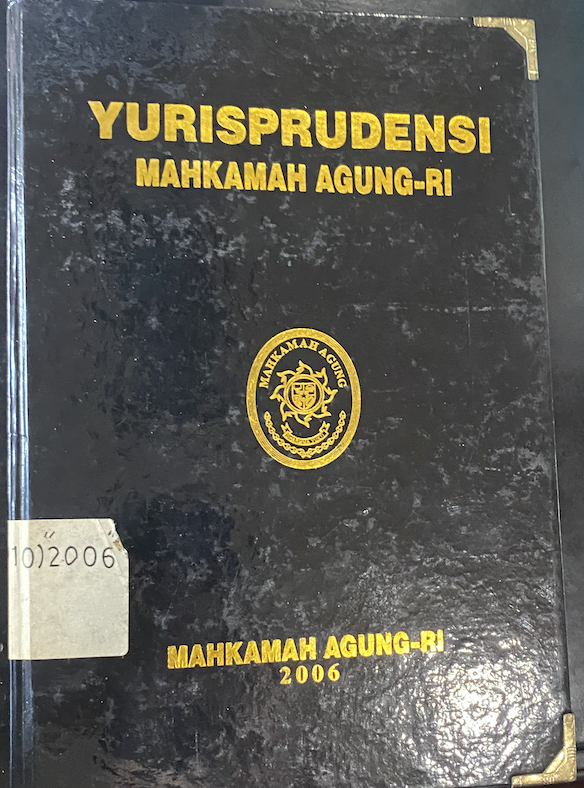 YURISPRUDENSI
MAHKAMAH AGUNG-RI
MAHKAMAH AGUNG
10)2006
MAHKAMAH AGUNG-RI
2006